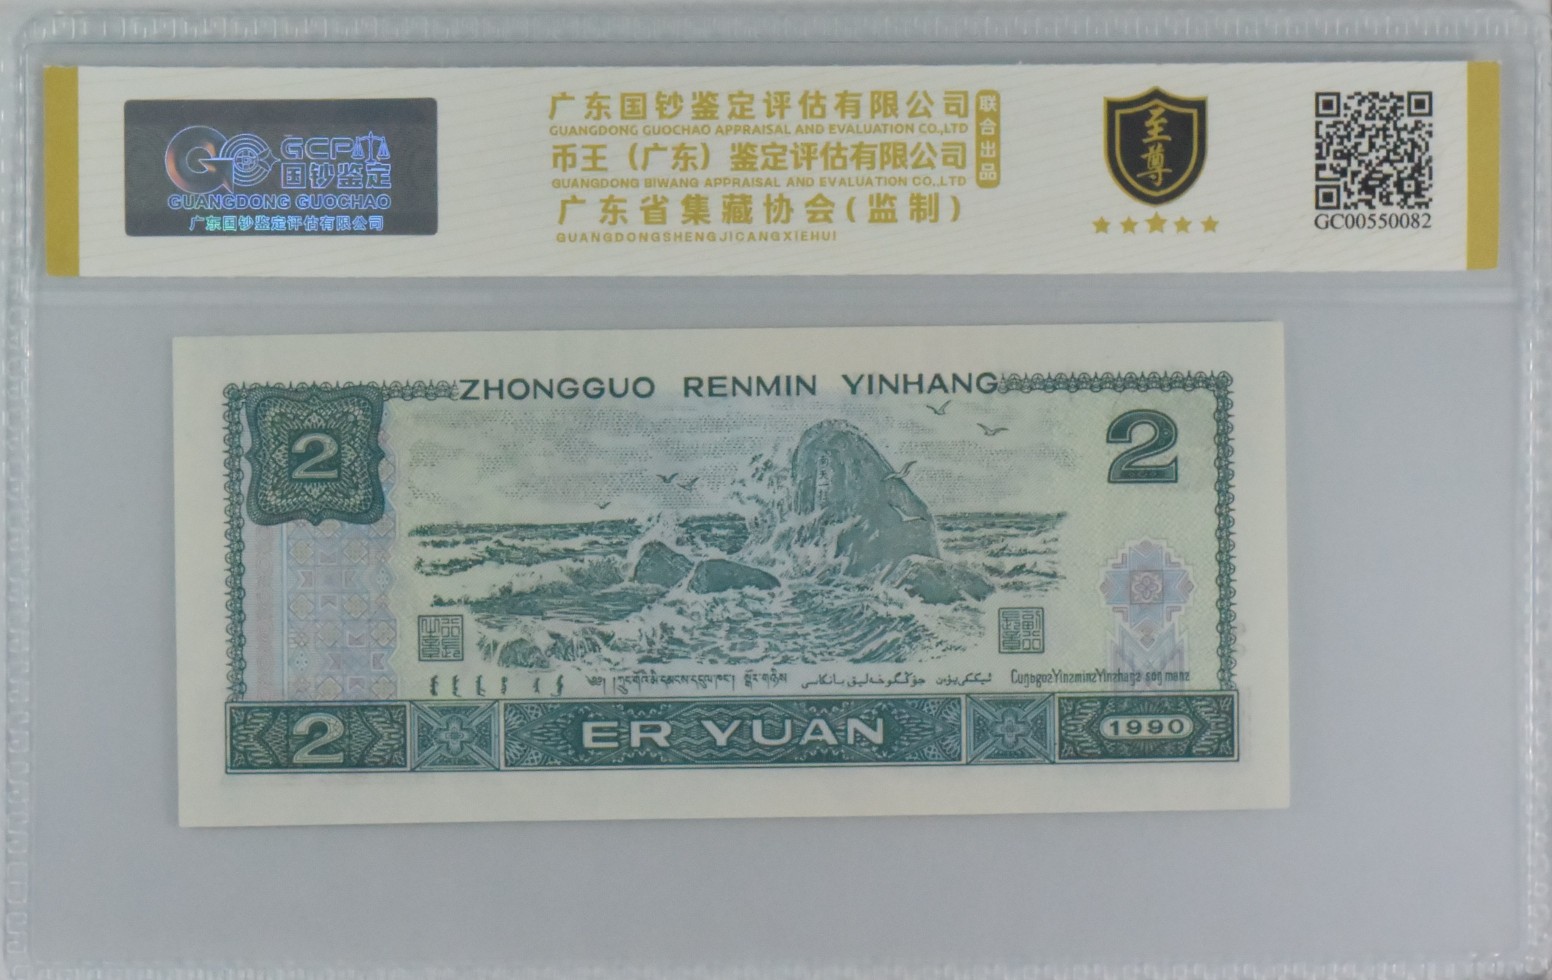 GCP
国钞鉴定
GUANGDONG GUOCHAO
广东国钞鉴定评估有限公司
广东国钞鉴定评估有限公司
GUANGDONG GUOCHAO APPRAISAL AND EVALUATION CO.,LTD
币王（广东）鉴定评估有限公司
GUANGDONG BIWANG APPRAISAL AND EVALUATION CO.,LTD
广东省集藏协会(监制)
GUANGDONGSHENGJICANGXIEHUI
联合出品
至尊
GC00550082
ZHONGGUO RENMIN YINHANG
2
2
2
ER YUAN
1990